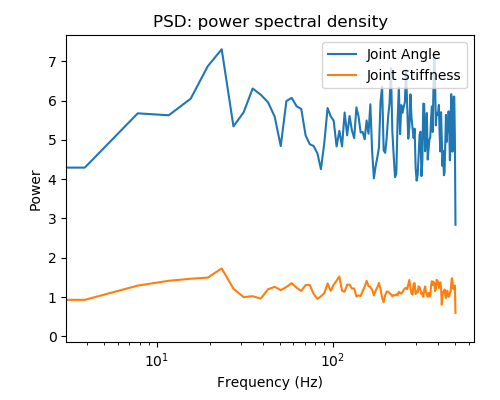 PSD: power spectral density
Joint Angle
Joint Stiffness
Power
7
6
5
4
3
2
1
0
10¹
10²
Frequency (Hz)